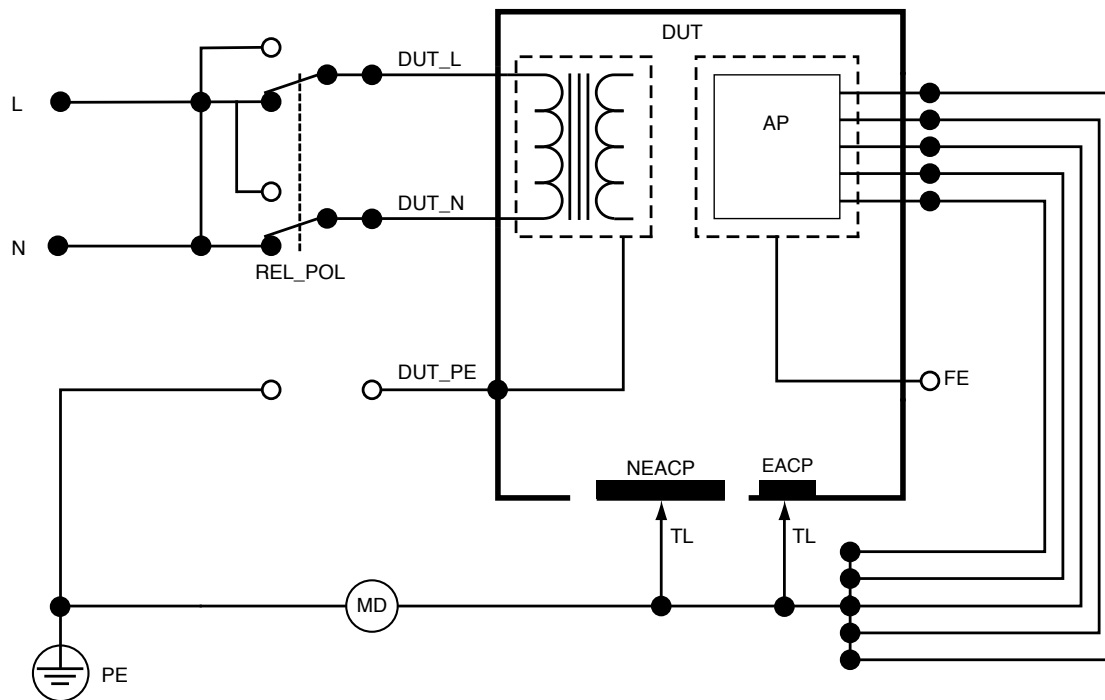 DUT
DUT_L
L
AP
DUT_N
N
REL_POL
DUT_PE
FE
NEACP
EACP
TL
TL
MD
PE